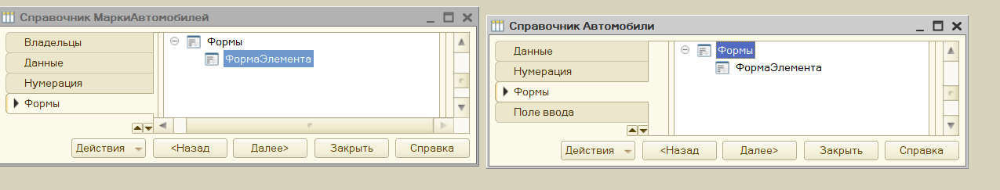 Справочник МаркиАвтомобилей
Владельцы
Данные
Нумерация
Формы
Формы
ФормаЭлемента
Действия
<Назад
Далее>
Закрыть
Справка
Справочник Автомобили
Данные
Нумерация
Формы
Поле ввода
Формы
ФормаЭлемента
Действия
<Назад
Далее>
Закрыть
Справка